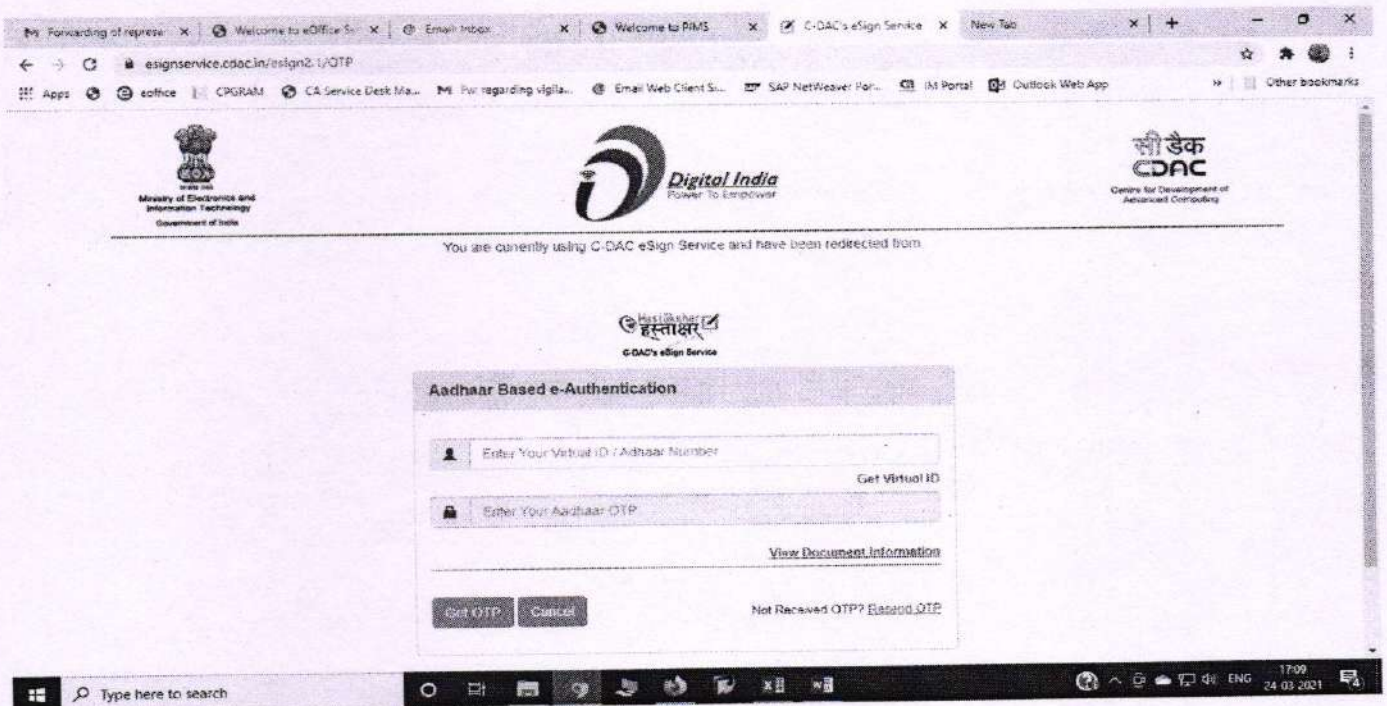 Forwarding of represe × Welcome to eOffice S × Email Inbox × Welcome to PIMS × C-DAC's eSign Service × New Tab × +
esignservice.cdac.in/esign2.1/OTP
Apps eoffice CPGRAM CA Service Desk Ma... Fw: regarding vigila... Email Web Client S... SAP NetWeaver Por... IM Portal Outlook Web App » Other bookmarks
Ministry of Electronics and
Information Technology
Government of India
Digital India
Power To Empower
सी डैक
CDAC
Centre for Development of
Advanced Computing
You are currently using C-DAC eSign Service and have been redirected from
Hastakshar
हस्ताक्षर
C-DAC's eSign Service
Aadhaar Based e-Authentication
Enter Your Virtual ID / Adhaar Number
Get Virtual ID
Enter Your Aadhaar OTP
View Document Information
Get OTP Cancel Not Received OTP? Resend OTP
Type here to search
ENG
17:09
24-03-2021